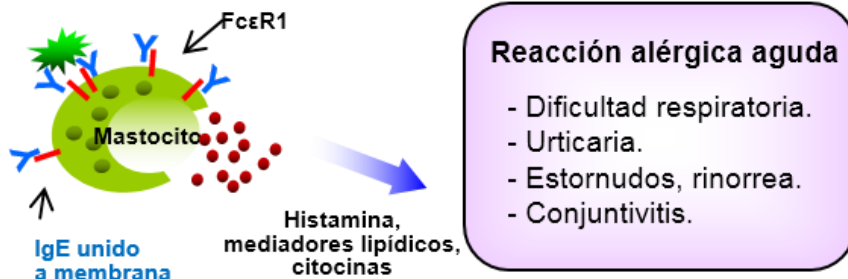 FcεR1
Mastocito
IgE unido
a membrana
Histamina,
mediadores lipídicos,
citocinas
Reacción alérgica aguda
- Dificultad respiratoria.
- Urticaria.
- Estornudos, rinorrea.
- Conjuntivitis.